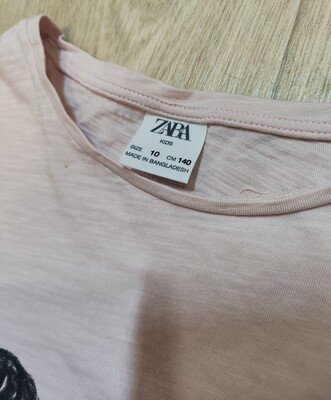 ZARA
KIDS
SIZE 10 CM 140
MADE IN BANGLADESH